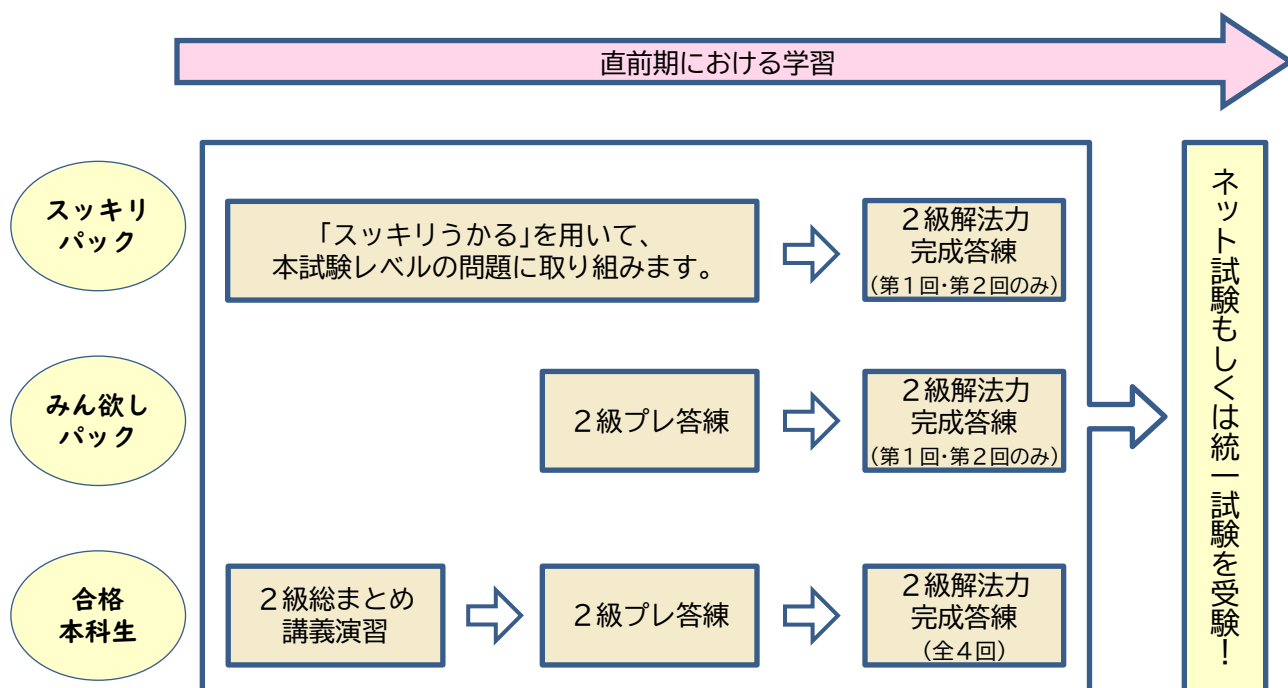 直前期における学習
スッキリ
パック
「スッキリうかる」を用いて、
本試験レベルの問題に取り組みます。
２級解法力
完成答練
(第１回・第２回のみ)
みん欲し
パック
２級プレ答練
２級解法力
完成答練
(第１回・第２回のみ)
合格
本科生
２級総まとめ
講義演習
２級プレ答練
２級解法力
完成答練
(全４回)
ネット試験もしくは統一試験を受験！